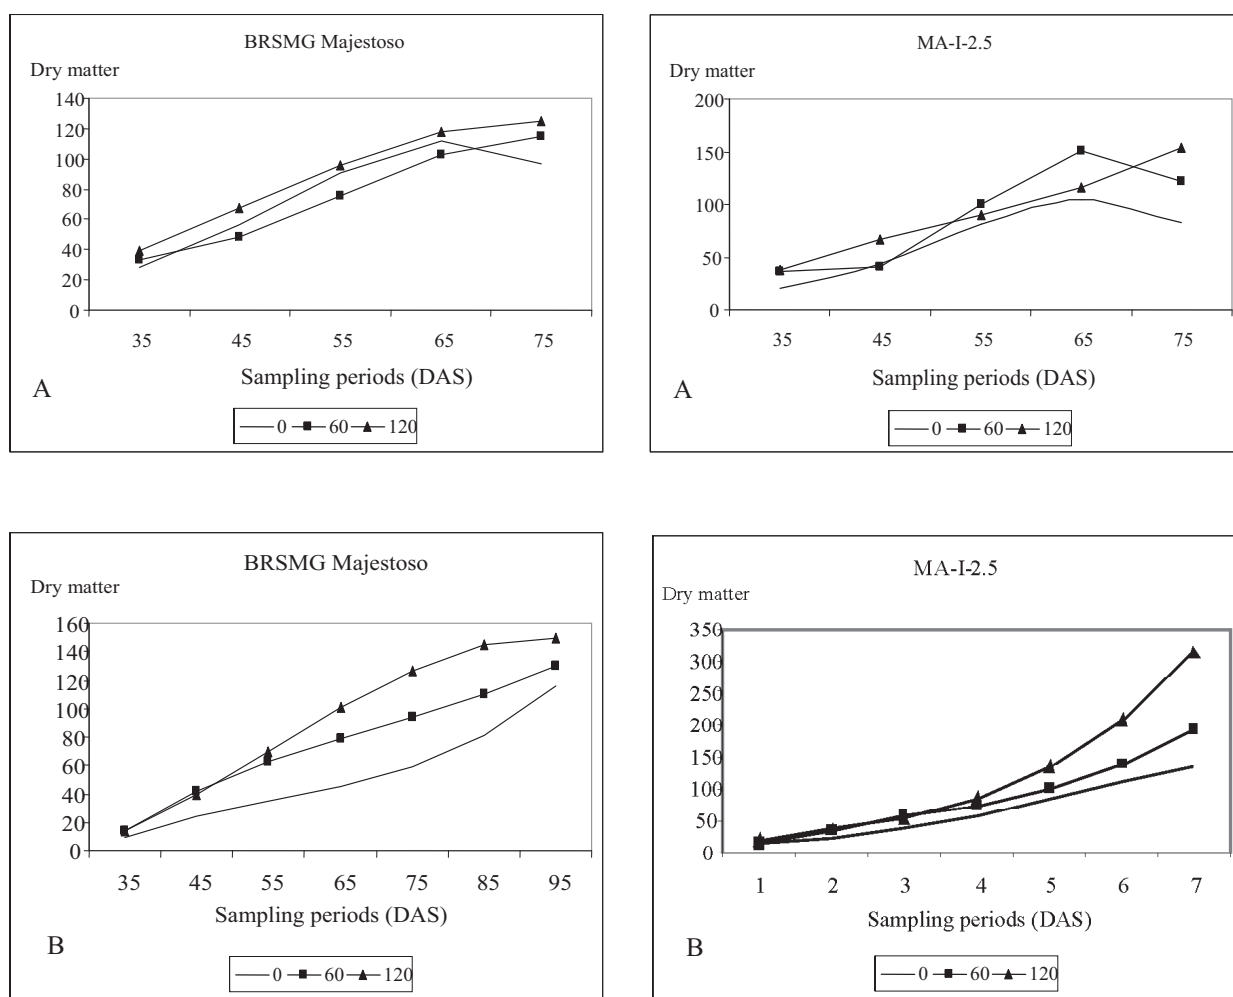 BRSMG Majestoso
Dry matter
140
120
100
80
60
40
20
0
35 45 55 65 75
Sampling periods (DAS)
A
0 60 120
MA-I-2.5
Dry matter
200
150
100
50
0
35 45 55 65 75
Sampling periods (DAS)
A
0 60 120
BRSMG Majestoso
Dry matter
160
140
120
100
80
60
40
20
0
35 45 55 65 75 85 95
Sampling periods (DAS)
B
0 60 120
MA-I-2.5
Dry matter
350
300
250
200
150
100
50
0
1 2 3 4 5 6 7
Sampling periods (DAS)
B
0 60 120